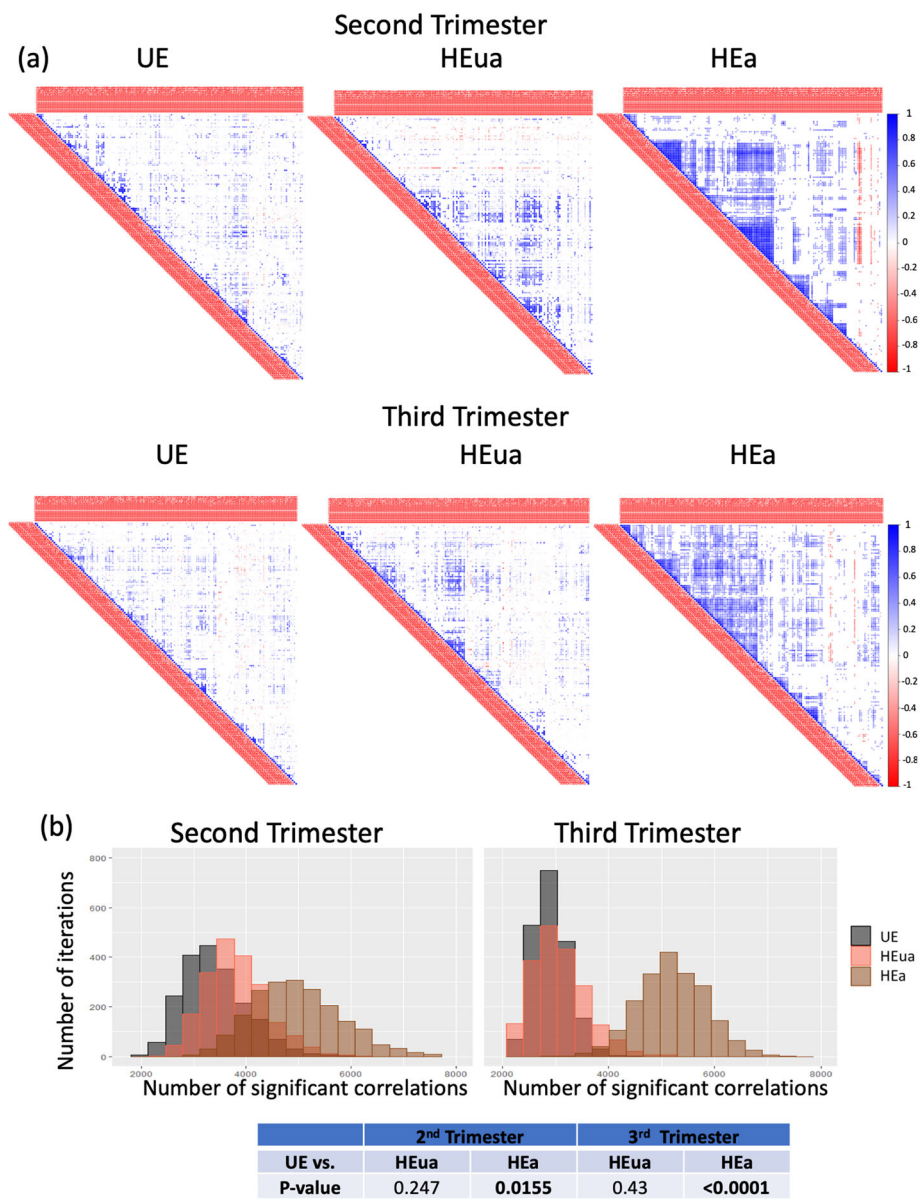 Second Trimester
(a) UE HEua HEa
1
0.8
0.6
0.4
0.2
0
-0.2
-0.4
-0.6
-0.8
-1
Third Trimester
UE HEua HEa
1
0.8
0.6
0.4
0.2
0
-0.2
-0.4
-0.6
-0.8
-1
(b)
Second Trimester Third Trimester
Number of iterations
800
600
400
200
0
UE
HEua
HEa
2000 4000 6000 8000 2000 4000 6000 8000
Number of significant correlations Number of significant correlations
2nd Trimester 3rd Trimester
UE vs. HEua HEa HEua HEa
P-value 0.247 0.0155 0.43 <0.0001